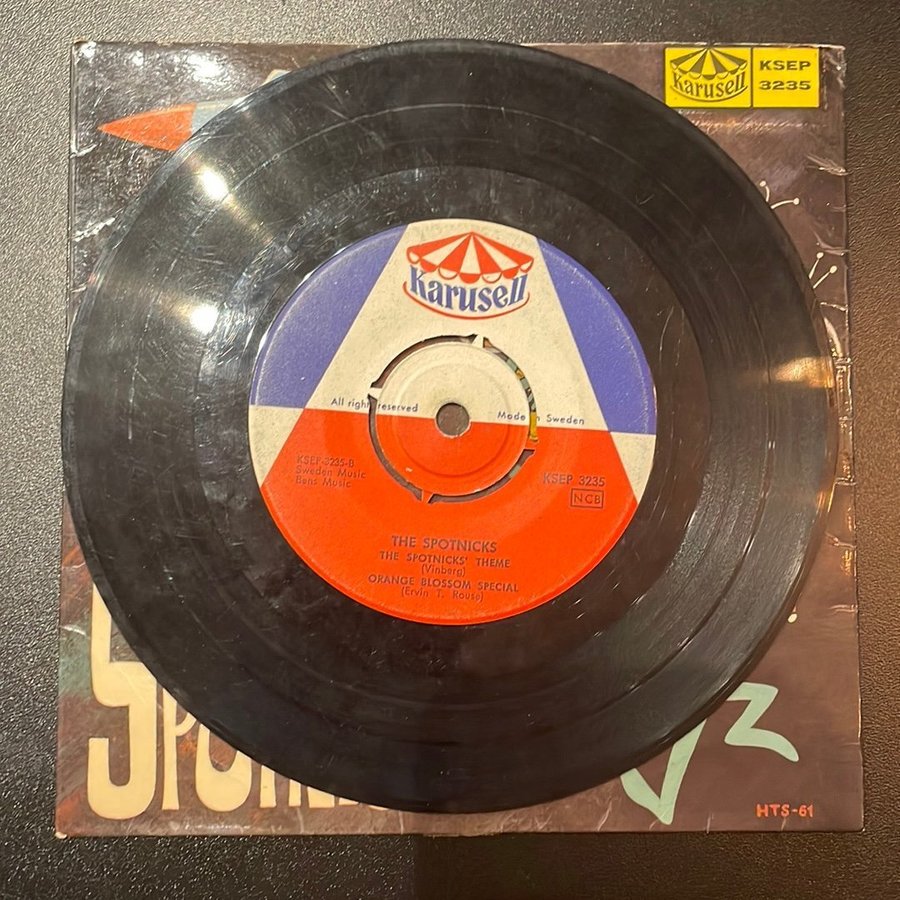 Karusell
KSEP
3235
Karusell
All rights reserved
Made in Sweden
KSEP-3235-B
Sweden Music
Bens Music
KSEP 3235
NCB
THE SPOTNICKS
THE SPOTNICKS' THEME
(Vinberg)
ORANGE BLOSSOM SPECIAL
(Ervin T. Rouse)
HTS-61